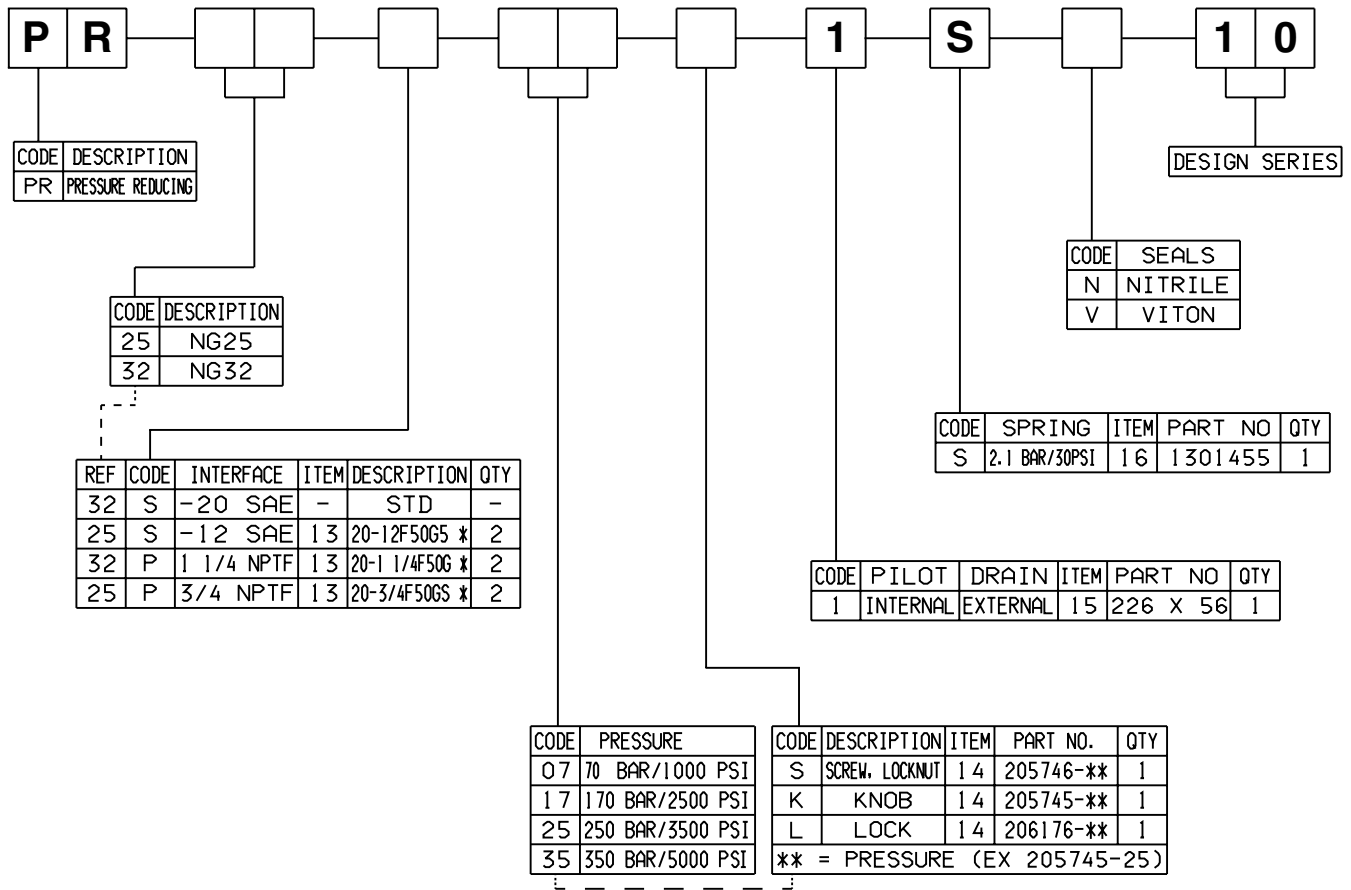 P R 1 S 1 0
CODE DESCRIPTION
PR PRESSURE REDUCING
DESIGN SERIES
CODE SEALS
N NITRILE
V VITON
CODE DESCRIPTION
25 NG25
32 NG32
CODE SPRING ITEM PART NO QTY
S 2.1 BAR/30PSI 16 1301455 1
REF CODE INTERFACE ITEM DESCRIPTION QTY
32 S -20 SAE - STD -
25 S -12 SAE 13 20-12F50G5 * 2
32 P 1 1/4 NPTF 13 20-1 1/4F50G * 2
25 P 3/4 NPTF 13 20-3/4F50GS * 2
CODE PILOT DRAIN ITEM PART NO QTY
1 INTERNAL EXTERNAL 15 226 X 56 1
CODE PRESSURE
07 70 BAR/1000 PSI
17 170 BAR/2500 PSI
25 250 BAR/3500 PSI
35 350 BAR/5000 PSI
CODE DESCRIPTION ITEM PART NO. QTY
S SCREW, LOCKNUT 14 205746-** 1
K KNOB 14 205745-** 1
L LOCK 14 206176-** 1
** = PRESSURE (EX 205745-25)